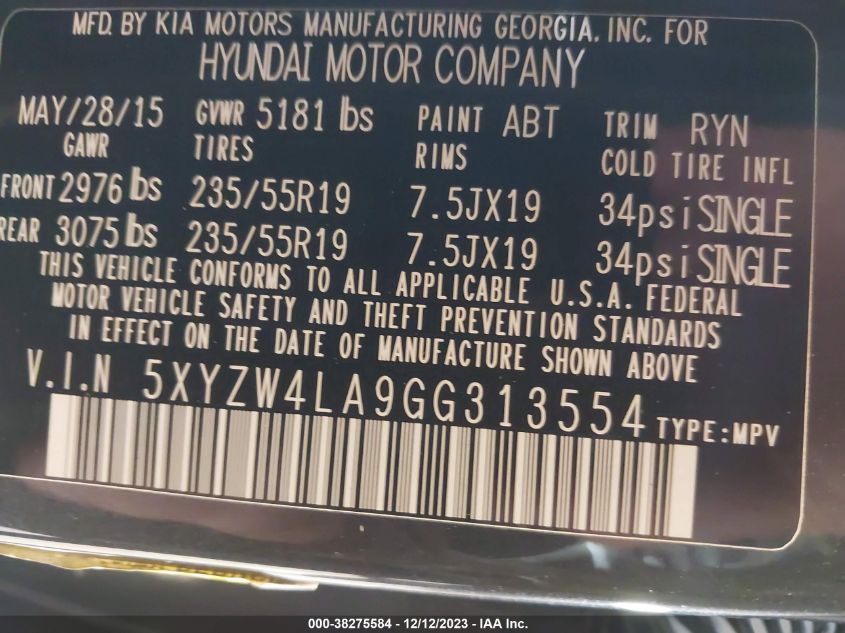 MFD. BY KIA MOTORS MANUFACTURING GEORGIA. INC. FOR
HYUNDAI MOTOR COMPANY
MAY/28/15 GVWR 5181 lbs PAINT ABT TRIM RYN
GAWR TIRES RIMS COLD TIRE INFL
FRONT 2976 lbs 235/55R19 7.5JX19 34psi SINGLE
REAR 3075 lbs 235/55R19 7.5JX19 34psi SINGLE
THIS VEHICLE CONFORMS TO ALL APPLICABLE U.S.A. FEDERAL
MOTOR VEHICLE SAFETY AND THEFT PREVENTION STANDARDS
IN EFFECT ON THE DATE OF MANUFACTURE SHOWN ABOVE
V.I.N 5XYZW4LA9GG313554 TYPE:MPV
000-38275584 - 12/12/2023 - IAA Inc.